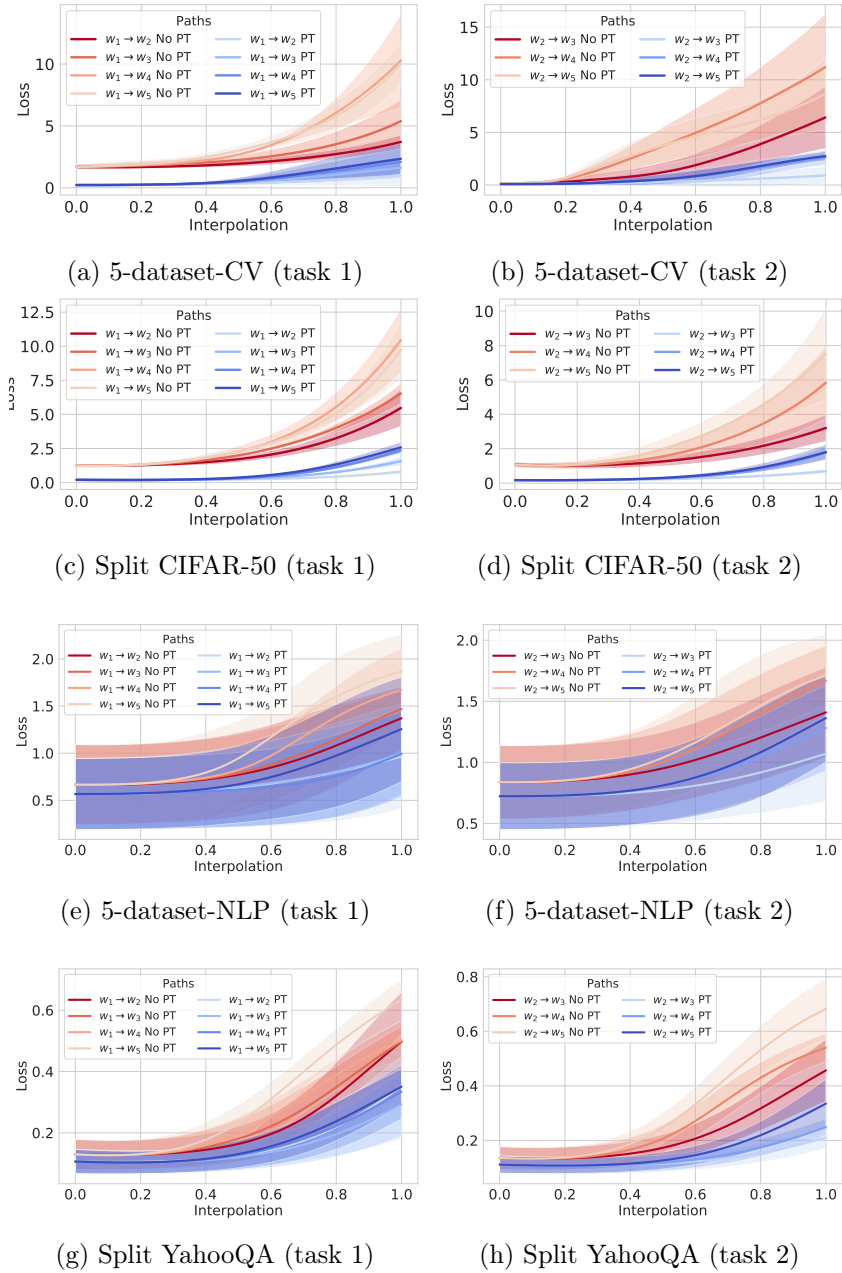 Paths
w₁→w₂ No PT w₁→w₂ PT
w₁→w₃ No PT w₁→w₃ PT
w₁→w₄ No PT w₁→w₄ PT
w₁→w₅ No PT w₁→w₅ PT
Loss
10
5
0
0.0 0.2 0.4 0.6 0.8 1.0
Interpolation
(a) 5-dataset-CV (task 1)
Paths
w₂→w₃ No PT w₂→w₃ PT
w₂→w₄ No PT w₂→w₄ PT
w₂→w₅ No PT w₂→w₅ PT
Loss
15
10
5
0
0.0 0.2 0.4 0.6 0.8 1.0
Interpolation
(b) 5-dataset-CV (task 2)
Paths
w₁→w₂ No PT w₁→w₂ PT
w₁→w₃ No PT w₁→w₃ PT
w₁→w₄ No PT w₁→w₄ PT
w₁→w₅ No PT w₁→w₅ PT
Loss
12.5
10.0
7.5
5.0
2.5
0.0
0.0 0.2 0.4 0.6 0.8 1.0
Interpolation
(c) Split CIFAR-50 (task 1)
Paths
w₂→w₃ No PT w₂→w₃ PT
w₂→w₄ No PT w₂→w₄ PT
w₂→w₅ No PT w₂→w₅ PT
Loss
10
8
6
4
2
0
0.0 0.2 0.4 0.6 0.8 1.0
Interpolation
(d) Split CIFAR-50 (task 2)
Paths
w₁→w₂ No PT w₁→w₂ PT
w₁→w₃ No PT w₁→w₃ PT
w₁→w₄ No PT w₁→w₄ PT
w₁→w₅ No PT w₁→w₅ PT
Loss
2.0
1.5
1.0
0.5
0.0 0.2 0.4 0.6 0.8 1.0
Interpolation
(e) 5-dataset-NLP (task 1)
Paths
w₂→w₃ No PT w₂→w₃ PT
w₂→w₄ No PT w₂→w₄ PT
w₂→w₅ No PT w₂→w₅ PT
Loss
2.0
1.5
1.0
0.5
0.0 0.2 0.4 0.6 0.8 1.0
Interpolation
(f) 5-dataset-NLP (task 2)
Paths
w₁→w₂ No PT w₁→w₂ PT
w₁→w₃ No PT w₁→w₃ PT
w₁→w₄ No PT w₁→w₄ PT
w₁→w₅ No PT w₁→w₅ PT
Loss
0.6
0.4
0.2
0.0 0.2 0.4 0.6 0.8 1.0
Interpolation
(g) Split YahooQA (task 1)
Paths
w₂→w₃ No PT w₂→w₃ PT
w₂→w₄ No PT w₂→w₄ PT
w₂→w₅ No PT w₂→w₅ PT
Loss
0.8
0.6
0.4
0.2
0.0 0.2 0.4 0.6 0.8 1.0
Interpolation
(h) Split YahooQA (task 2)